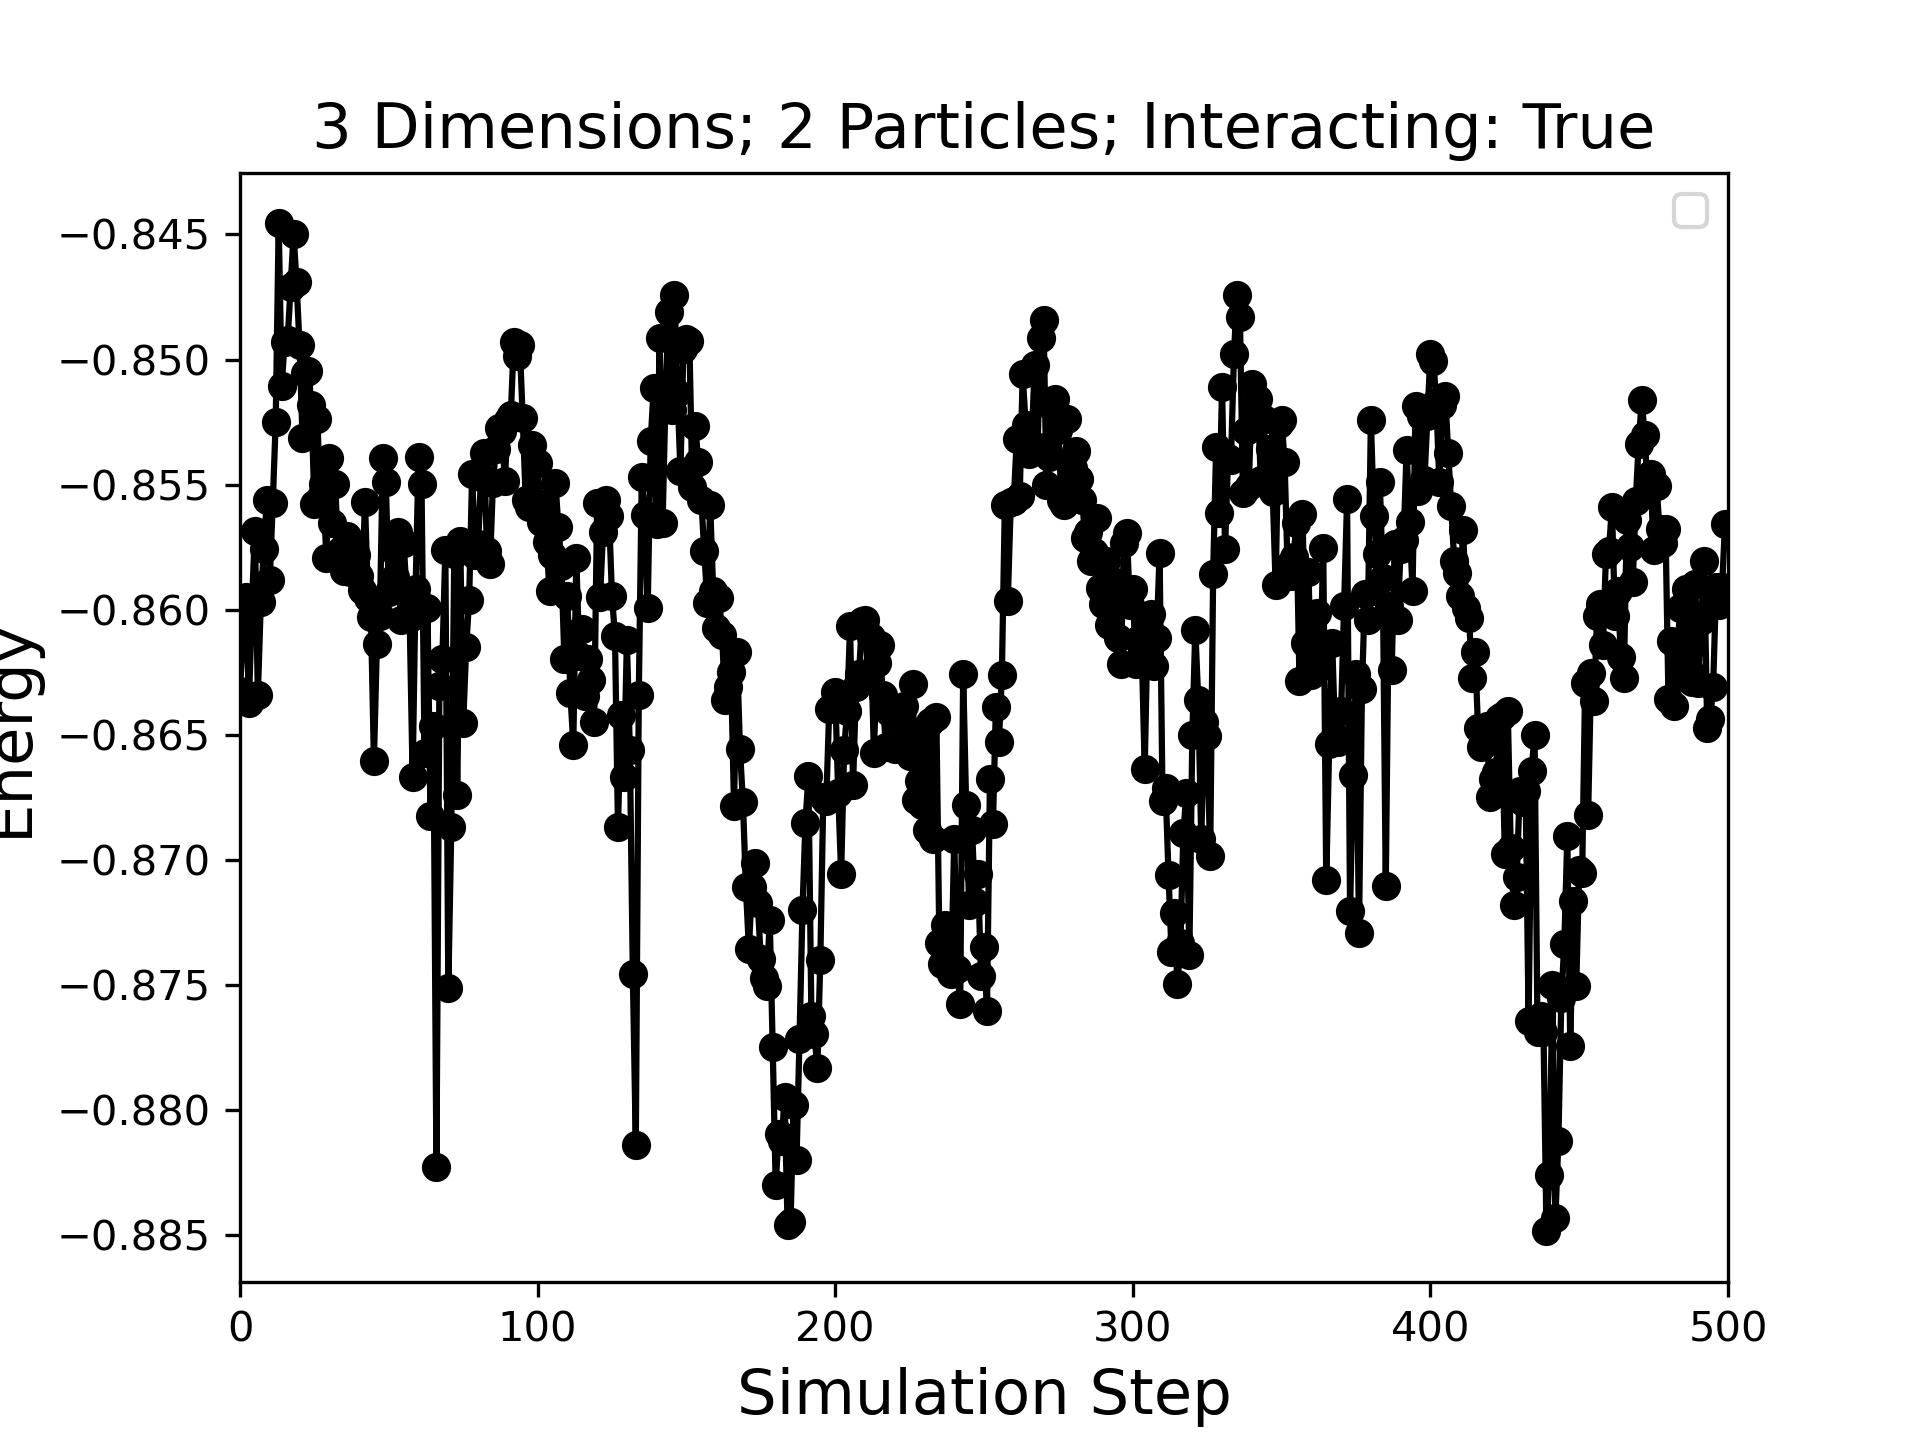 3 Dimensions; 2 Particles; Interacting: True
−0.845
−0.850
−0.855
−0.860
−0.865
−0.870
−0.875
−0.880
−0.885
Energy
0 100 200 300 400 500
Simulation Step